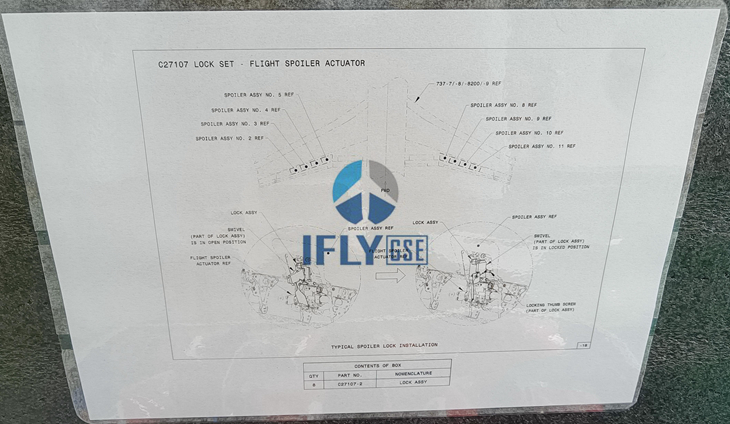 C27107 LOCK SET - FLIGHT SPOILER ACTUATOR
737-7/-8/-8200/-9 REF
SPOILER ASSY NO. 5 REF
SPOILER ASSY NO. 4 REF
SPOILER ASSY NO. 3 REF
SPOILER ASSY NO. 2 REF
SPOILER ASSY NO. 8 REF
SPOILER ASSY NO. 9 REF
SPOILER ASSY NO. 10 REF
SPOILER ASSY NO. 11 REF
FWD
IFLY GSE
LOCK ASSY
SWIVEL
(PART OF LOCK ASSY)
IS IN OPEN POSITION
FLIGHT SPOILER
ACTUATOR REF
SPOILER ASSY REF
LOCK ASSY
FLIGHT SPOILER
ACTUATOR REF
SPOILER ASSY REF
SWIVEL
(PART OF LOCK ASSY)
IS IN LOCKED POSITION
LOCKING THUMB SCREW
(PART OF LOCK ASSY)
TYPICAL SPOILER LOCK INSTALLATION
CONTENTS OF BOX
QTY PART NO. NOMENCLATURE
8 C27107-2 LOCK ASSY